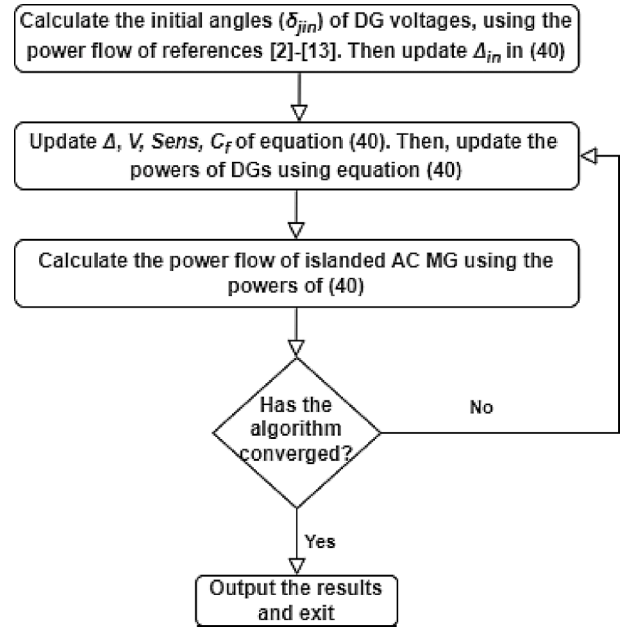 Calculate the initial angles (δjin) of DG voltages, using the
power flow of references [2]-[13]. Then update Δin in (40)
Update Δ, V, Sens, Cf of equation (40). Then, update the
powers of DGs using equation (40)
Calculate the power flow of islanded AC MG using the
powers of (40)
Has the
algorithm
converged?
No
Yes
Output the results
and exit